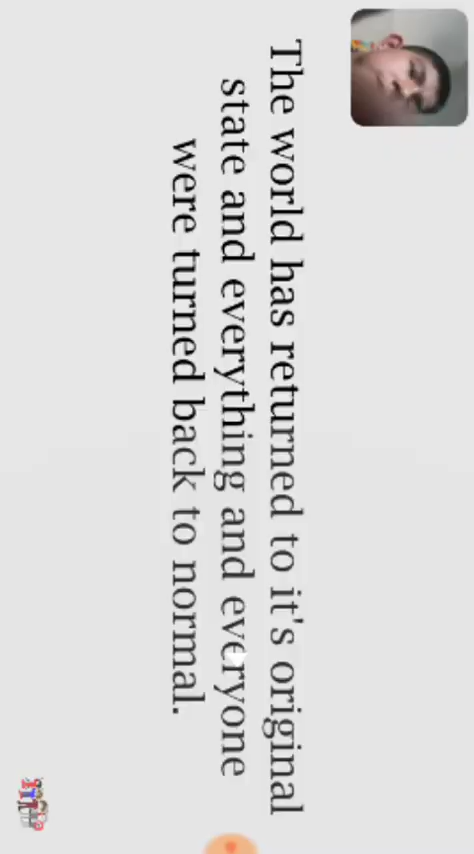 The world has returned to it's original
state and everything and everyone
were turned back to normal.